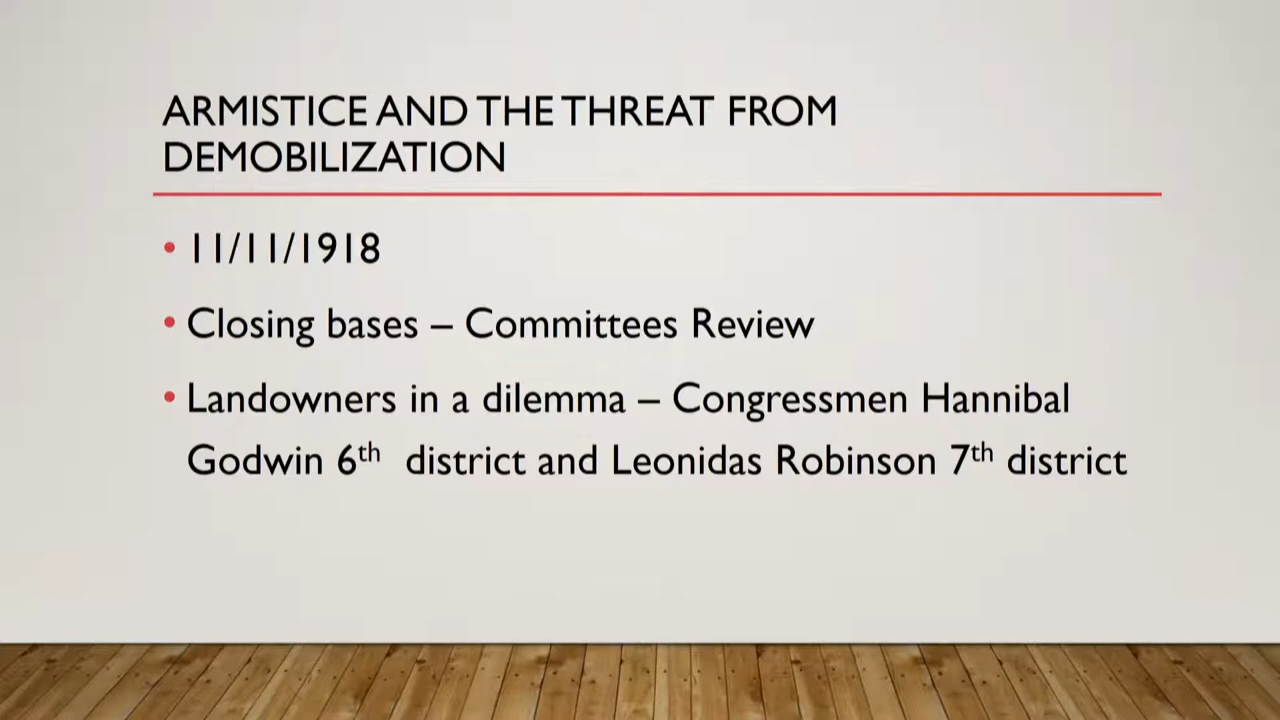 ARMISTICE AND THE THREAT FROM
DEMOBILIZATION
• 11/11/1918
• Closing bases – Committees Review
• Landowners in a dilemma – Congressmen Hannibal
Godwin 6th district and Leonidas Robinson 7th district